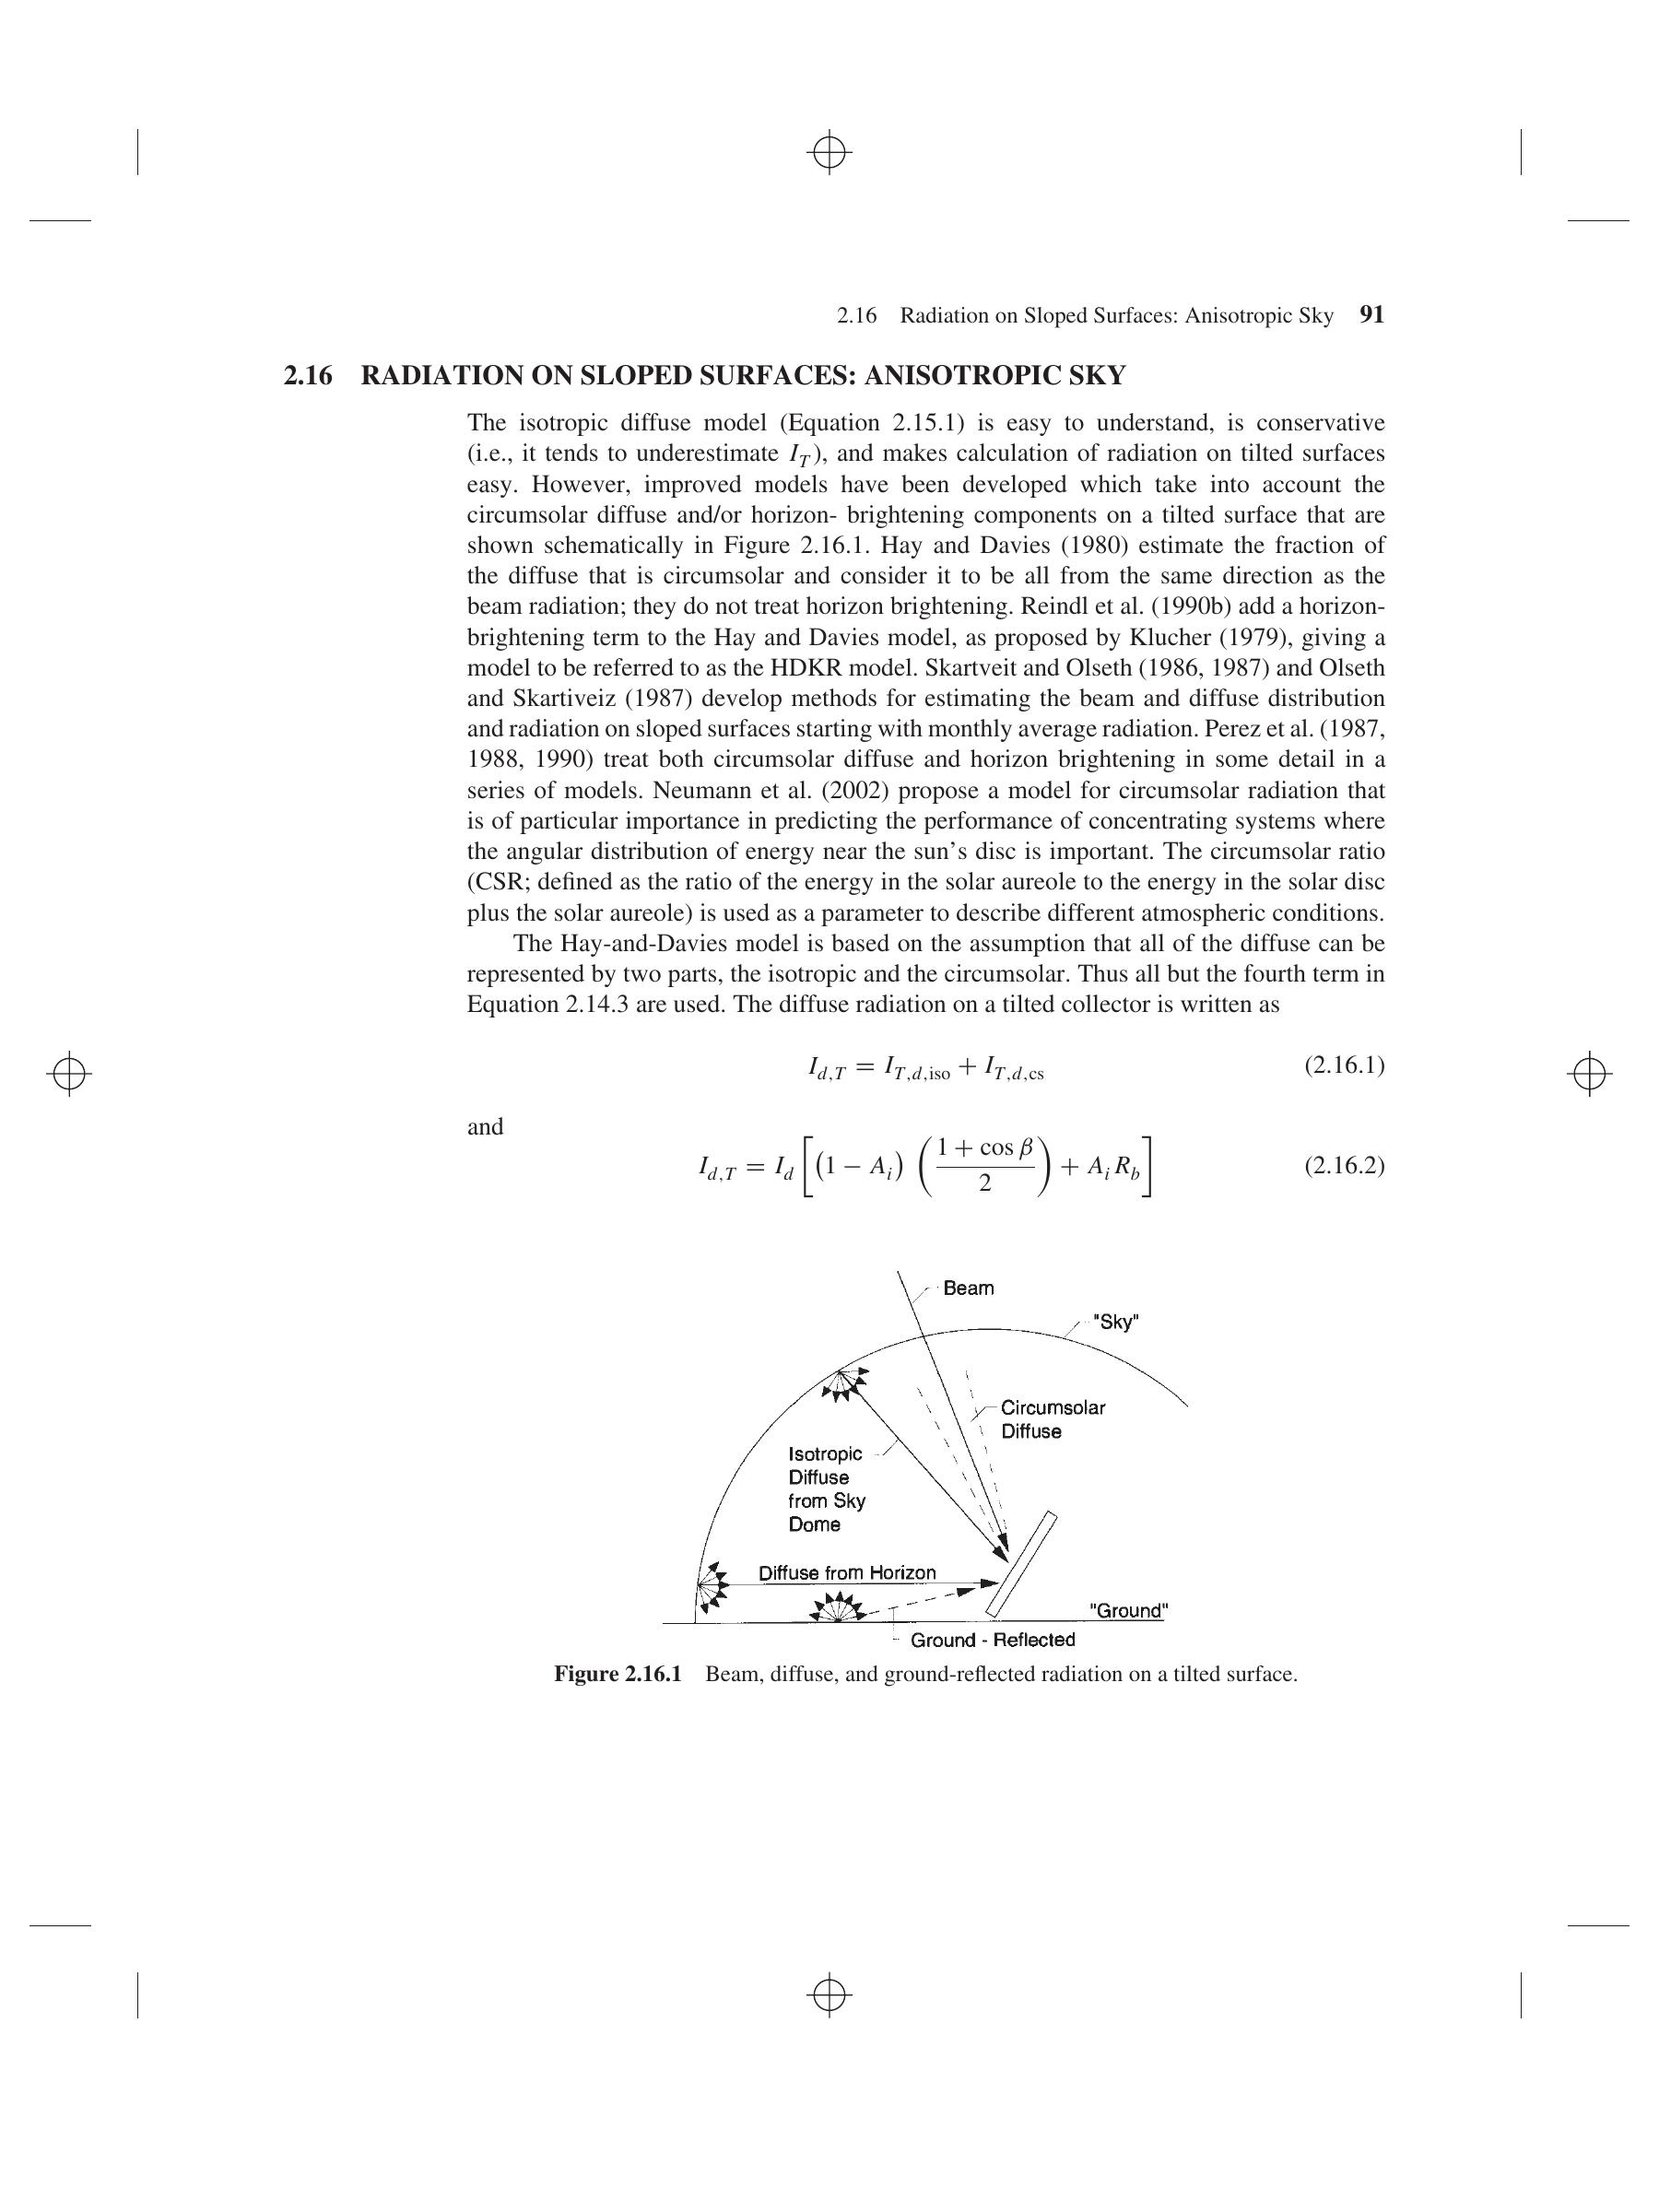 2.16 Radiation on Sloped Surfaces: Anisotropic Sky 91
2.16 RADIATION ON SLOPED SURFACES: ANISOTROPIC SKY
The isotropic diffuse model (Equation 2.15.1) is easy to understand, is conservative
(i.e., it tends to underestimate I_T), and makes calculation of radiation on tilted surfaces
easy. However, improved models have been developed which take into account the
circumsolar diffuse and/or horizon- brightening components on a tilted surface that are
shown schematically in Figure 2.16.1. Hay and Davies (1980) estimate the fraction of
the diffuse that is circumsolar and consider it to be all from the same direction as the
beam radiation; they do not treat horizon brightening. Reindl et al. (1990b) add a horizon-
brightening term to the Hay and Davies model, as proposed by Klucher (1979), giving a
model to be referred to as the HDKR model. Skartveit and Olseth (1986, 1987) and Olseth
and Skartiveiz (1987) develop methods for estimating the beam and diffuse distribution
and radiation on sloped surfaces starting with monthly average radiation. Perez et al. (1987,
1988, 1990) treat both circumsolar diffuse and horizon brightening in some detail in a
series of models. Neumann et al. (2002) propose a model for circumsolar radiation that
is of particular importance in predicting the performance of concentrating systems where
the angular distribution of energy near the sun's disc is important. The circumsolar ratio
(CSR; defined as the ratio of the energy in the solar aureole to the energy in the solar disc
plus the solar aureole) is used as a parameter to describe different atmospheric conditions.
The Hay-and-Davies model is based on the assumption that all of the diffuse can be
represented by two parts, the isotropic and the circumsolar. Thus all but the fourth term in
Equation 2.14.3 are used. The diffuse radiation on a tilted collector is written as
I_{d,T} = I_{T,d,iso} + I_{T,d,cs} (2.16.1)
and
I_{d,T} = I_d [(1 − A_i) ((1 + cos β)/2) + A_i R_b] (2.16.2)
Beam
"Sky"
Circumsolar
Diffuse
Isotropic
Diffuse
from Sky
Dome
Diffuse from Horizon
"Ground"
Ground - Reflected
Figure 2.16.1 Beam, diffuse, and ground-reflected radiation on a tilted surface.